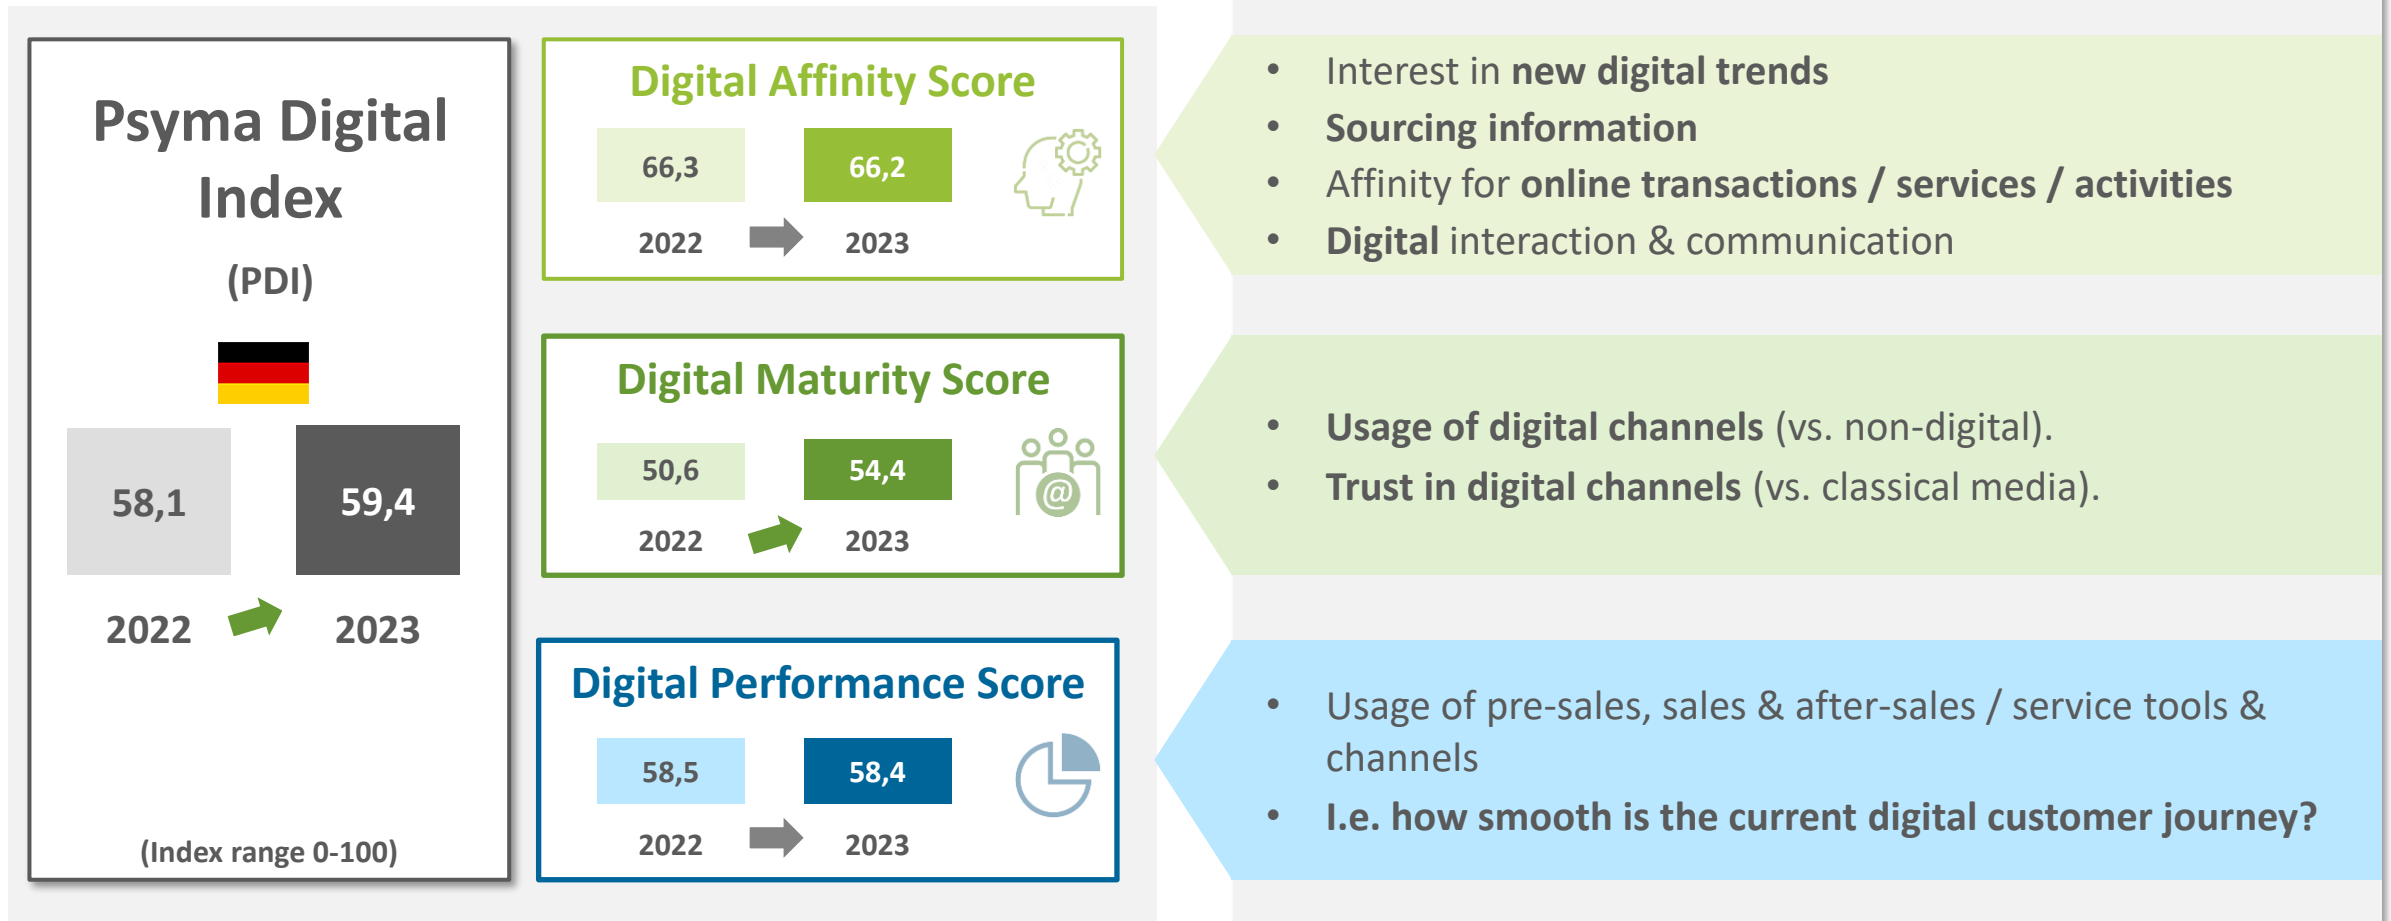 Psyma Digital
Index
(PDI)
58,1
59,4
2022
2023
(Index range 0-100)
Digital Affinity Score
66,3
66,2
2022
2023
Digital Maturity Score
50,6
54,4
@
2022
2023
Digital Performance Score
58,5
58,4
2022
2023
• Interest in new digital trends
• Sourcing information
• Affinity for online transactions / services / activities
• Digital interaction & communication
• Usage of digital channels (vs. non-digital).
• Trust in digital channels (vs. classical media).
• Usage of pre-sales, sales & after-sales / service tools &
channels
• I.e. how smooth is the current digital customer journey?